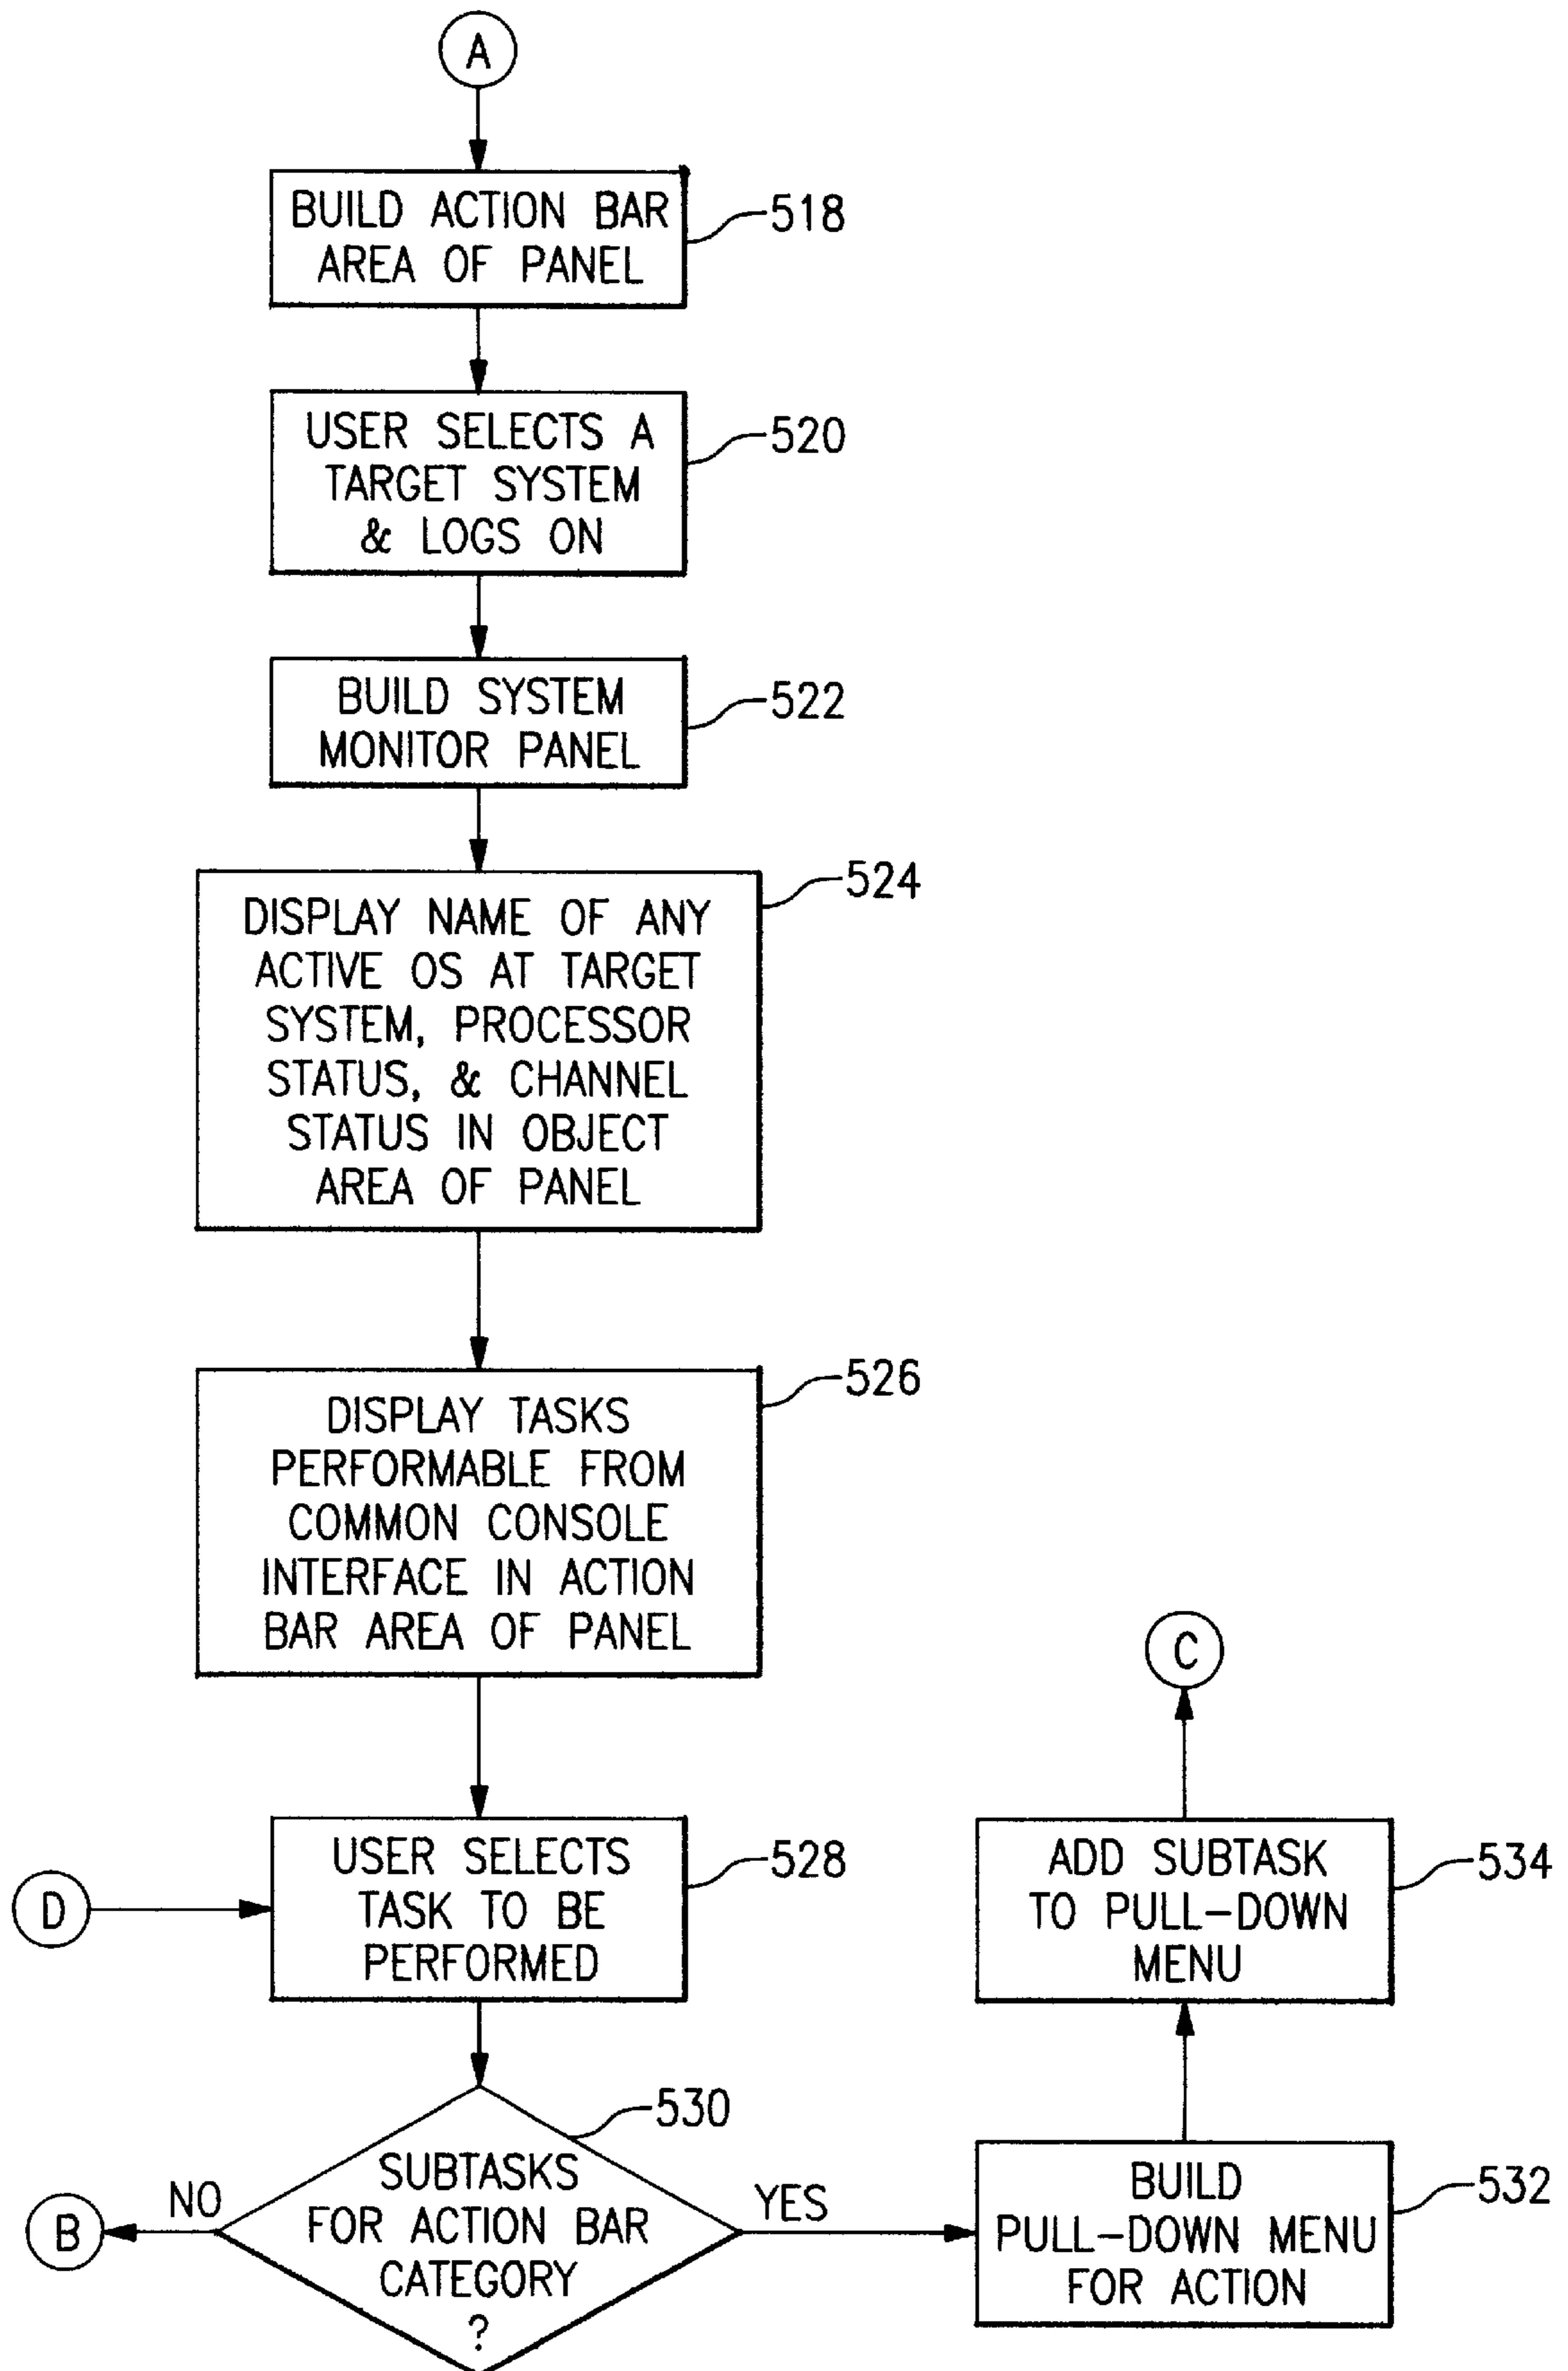 A
BUILD ACTION BAR
AREA OF PANEL
518
USER SELECTS A
TARGET SYSTEM
& LOGS ON
520
BUILD SYSTEM
MONITOR PANEL
522
DISPLAY NAME OF ANY
ACTIVE OS AT TARGET
SYSTEM, PROCESSOR
STATUS, & CHANNEL
STATUS IN OBJECT
AREA OF PANEL
524
DISPLAY TASKS
PERFORMABLE FROM
COMMON CONSOLE
INTERFACE IN ACTION
BAR AREA OF PANEL
526
D
USER SELECTS
TASK TO BE
PERFORMED
528
SUBTASKS
FOR ACTION BAR
CATEGORY
?
530
NO
B
YES
BUILD
PULL-DOWN MENU
FOR ACTION
532
ADD SUBTASK
TO PULL-DOWN
MENU
534
C